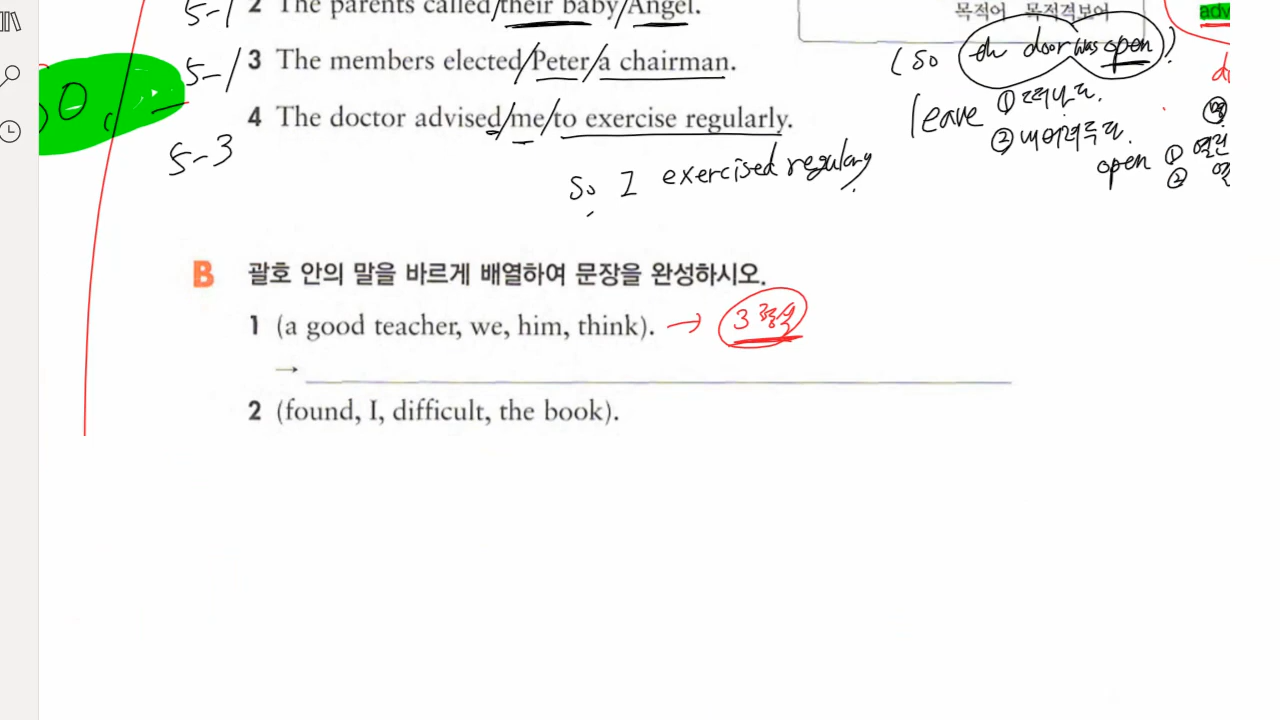 5-1 2 The parents called/their baby/Angel.
목적어 목적격보어
adv
(so the door was open)
5-1 3 The members elected/Peter/a chairman.
leave ① 떠나다.
② 내버려두다.
4 The doctor advised/me/to exercise regularly.
5-3
open ① 열린
②
so I exercised regulary
B 괄호 안의 말을 바르게 배열하여 문장을 완성하시오.
1 (a good teacher, we, him, think). → 3형식
→
2 (found, I, difficult, the book).